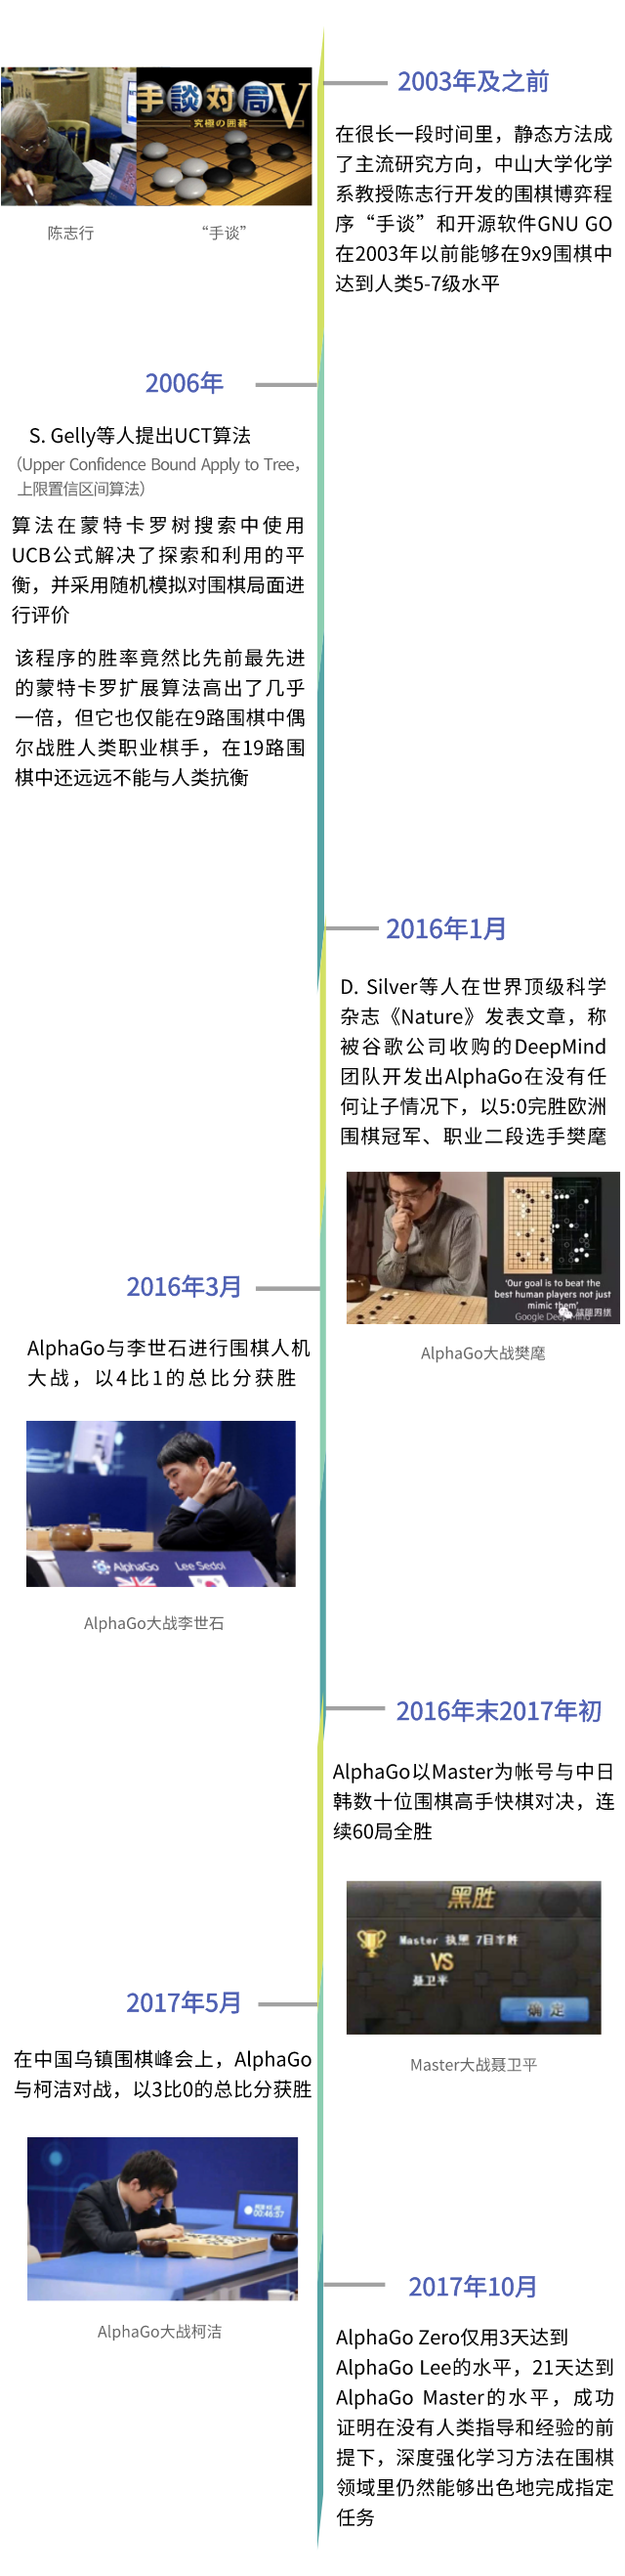 2003年及之前
手談对局V
究極の囲碁
陈志行
“手谈”
在很长一段时间里，静态方法成
了主流研究方向，中山大学化学
系教授陈志行开发的围棋博弈程
序“手谈”和开源软件GNU GO
在2003年以前能够在9x9围棋中
达到人类5-7级水平
2006年
S. Gelly等人提出UCT算法
（Upper Confidence Bound Apply to Tree，
上限置信区间算法）
算法在蒙特卡罗树搜索中使用
UCB公式解决了探索和利用的平
衡，并采用随机模拟对围棋局面进
行评价
该程序的胜率竟然比先前最先进
的蒙特卡罗扩展算法高出了几乎
一倍，但它也仅能在9路围棋中偶
尔战胜人类职业棋手，在19路围
棋中还远远不能与人类抗衡
2016年1月
D. Silver等人在世界顶级科学
杂志《Nature》发表文章，称
被谷歌公司收购的DeepMind
团队开发出AlphaGo在没有任
何让子情况下，以5:0完胜欧洲
围棋冠军、职业二段选手樊麾
'Our goal is to beat the
best human players not just
mimic them'
Google DeepMind
AlphaGo大战樊麾
2016年3月
AlphaGo与李世石进行围棋人机
大战，以4比1的总比分获胜
AlphaGo
Lee Sedol
AlphaGo大战李世石
2016年末2017年初
AlphaGo以Master为帐号与中日
韩数十位围棋高手快棋对决，连
续60局全胜
黑胜
Master 执黑 7目半胜
VS
聂卫平
确定
Master大战聂卫平
2017年5月
在中国乌镇围棋峰会上，AlphaGo
与柯洁对战，以3比0的总比分获胜
AlphaGo大战柯洁
2017年10月
AlphaGo Zero仅用3天达到
AlphaGo Lee的水平，21天达到
AlphaGo Master的水平，成功
证明在没有人类指导和经验的前
提下，深度强化学习方法在围棋
领域里仍然能够出色地完成指定
任务